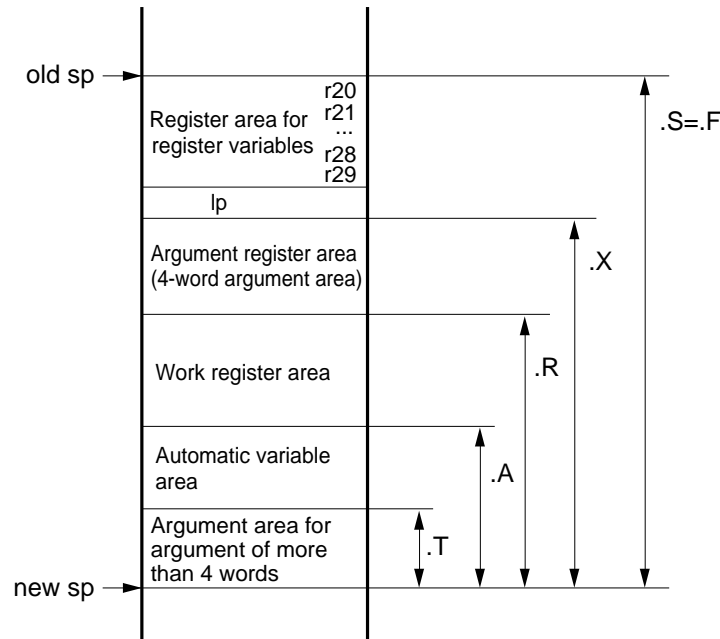 old sp
r20
r21
...
r28
r29
Register area for
register variables
.S=.F
lp
Argument register area
(4-word argument area)
.X
Work register area
.R
Automatic variable
area
.A
Argument area for
argument of more
than 4 words
.T
new sp